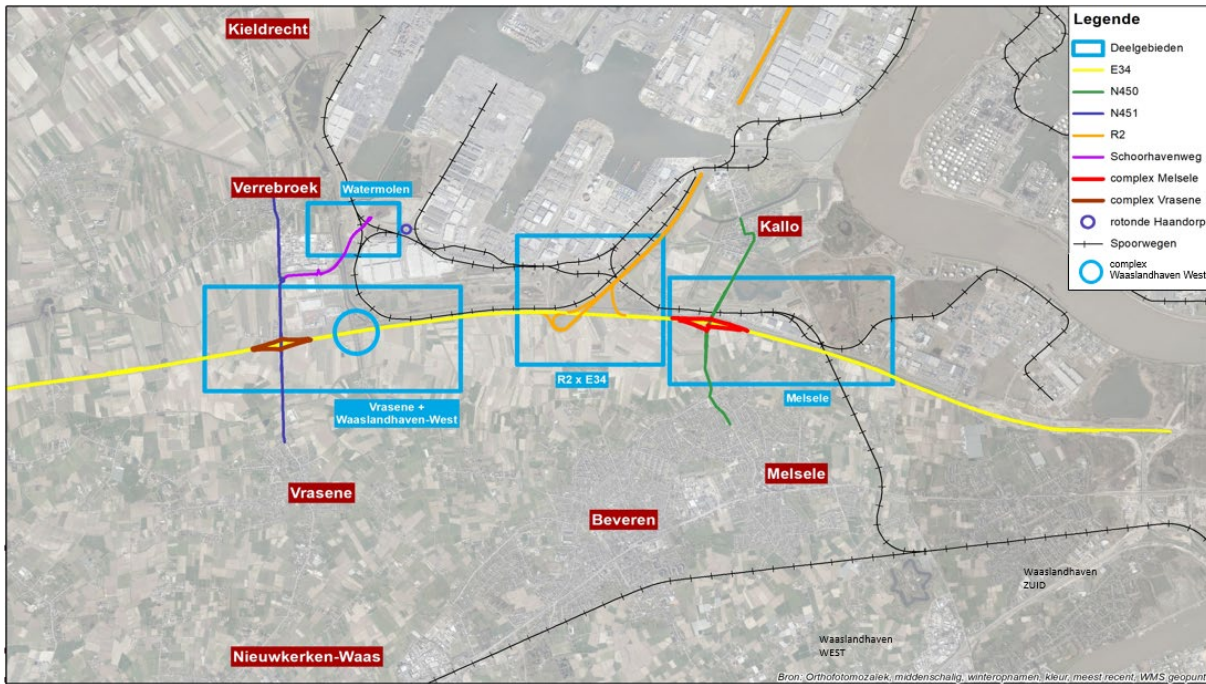 Kieldrecht
Verrebroek
Watermolen
Kallo
Vrasene +
Waaslandhaven-West
R2 x E34
Melsele
Vrasene
Melsele
Beveren
Nieuwkerken-Waas
Waaslandhaven
ZUID
Waaslandhaven
WEST
Legende
Deelgebieden
E34
N450
N451
R2
Schoorhavenweg
complex Melsele
complex Vrasene
rotonde Haandorp
Spoorwegen
complex
Waaslandhaven West
Bron: Orthofotomozaïek, middenschalig, winteropnamen, kleur, meest recent, WMS geopunt